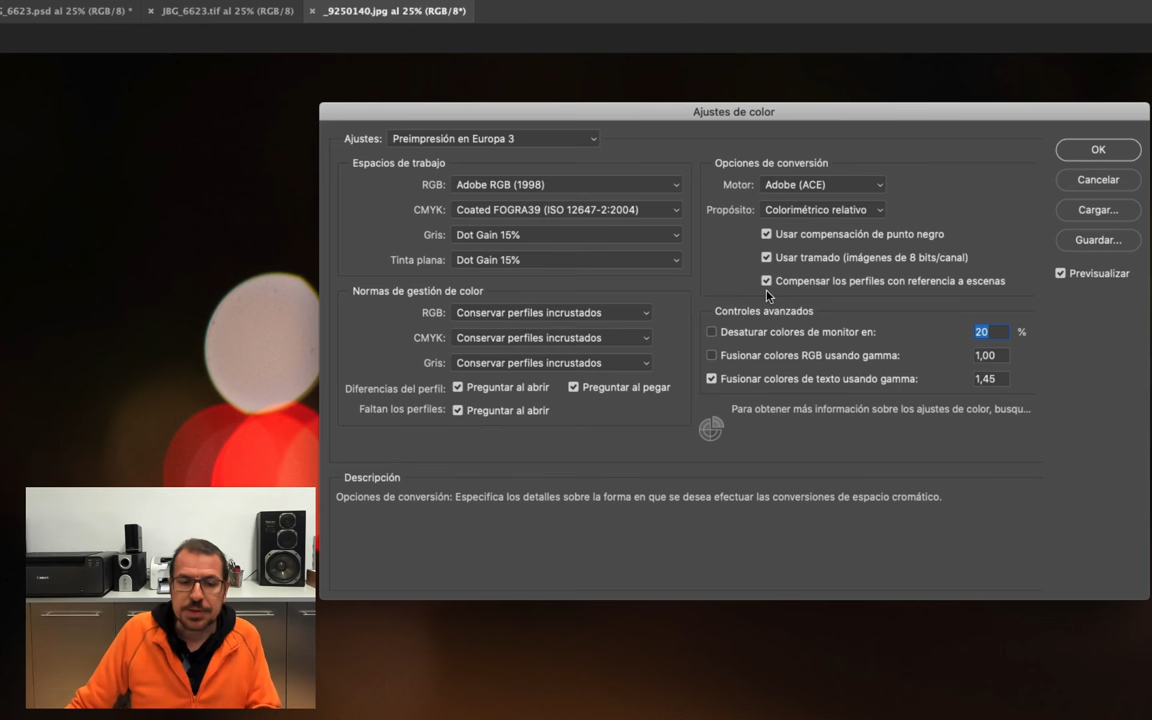 _6623.psd al 25% (RGB/8) *
JBG_6623.tif al 25% (RGB/8)
_9250140.jpg al 25% (RGB/8*)
Ajustes de color
Ajustes: Preimpresión en Europa 3
Espacios de trabajo
RGB: Adobe RGB (1998)
CMYK: Coated FOGRA39 (ISO 12647-2:2004)
Gris: Dot Gain 15%
Tinta plana: Dot Gain 15%
Normas de gestión de color
RGB: Conservar perfiles incrustados
CMYK: Conservar perfiles incrustados
Gris: Conservar perfiles incrustados
Diferencias del perfil: Preguntar al abrir Preguntar al pegar
Faltan los perfiles: Preguntar al abrir
Opciones de conversión
Motor: Adobe (ACE)
Propósito: Colorimétrico relativo
Usar compensación de punto negro
Usar tramado (imágenes de 8 bits/canal)
Compensar los perfiles con referencia a escenas
Controles avanzados
Desaturar colores de monitor en: 20 %
Fusionar colores RGB usando gamma: 1,00
Fusionar colores de texto usando gamma: 1,45
Para obtener más información sobre los ajustes de color, busqu...
OK
Cancelar
Cargar...
Guardar...
Previsualizar
Descripción
Opciones de conversión: Especifica los detalles sobre la forma en que se desea efectuar las conversiones de espacio cromático.
Canon